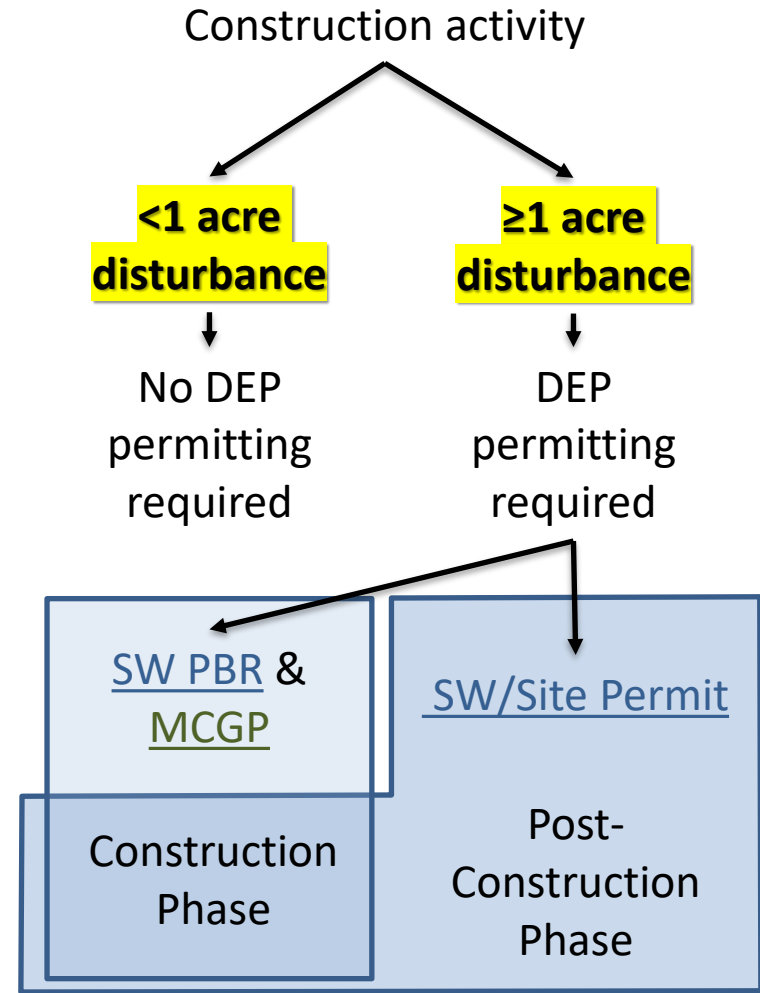 Construction activity
<1 acre
disturbance
≥1 acre
disturbance
No DEP
permitting
required
DEP
permitting
required
SW PBR &
MCGP
SW/Site Permit
Construction
Phase
Post-
Construction
Phase